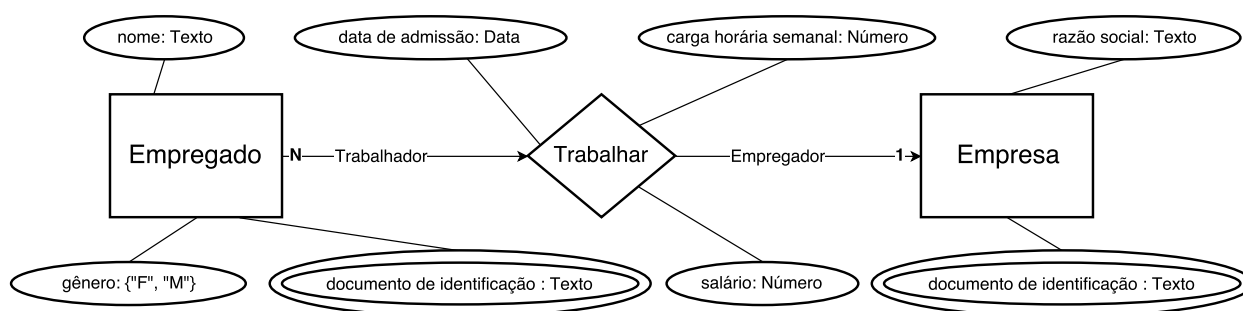 nome: Texto
data de admissão: Data
carga horária semanal: Número
razão social: Texto
Empregado
N
Trabalhador
Trabalhar
Empregador
1
Empresa
gênero: {"F", "M"}
documento de identificação : Texto
salário: Número
documento de identificação : Texto